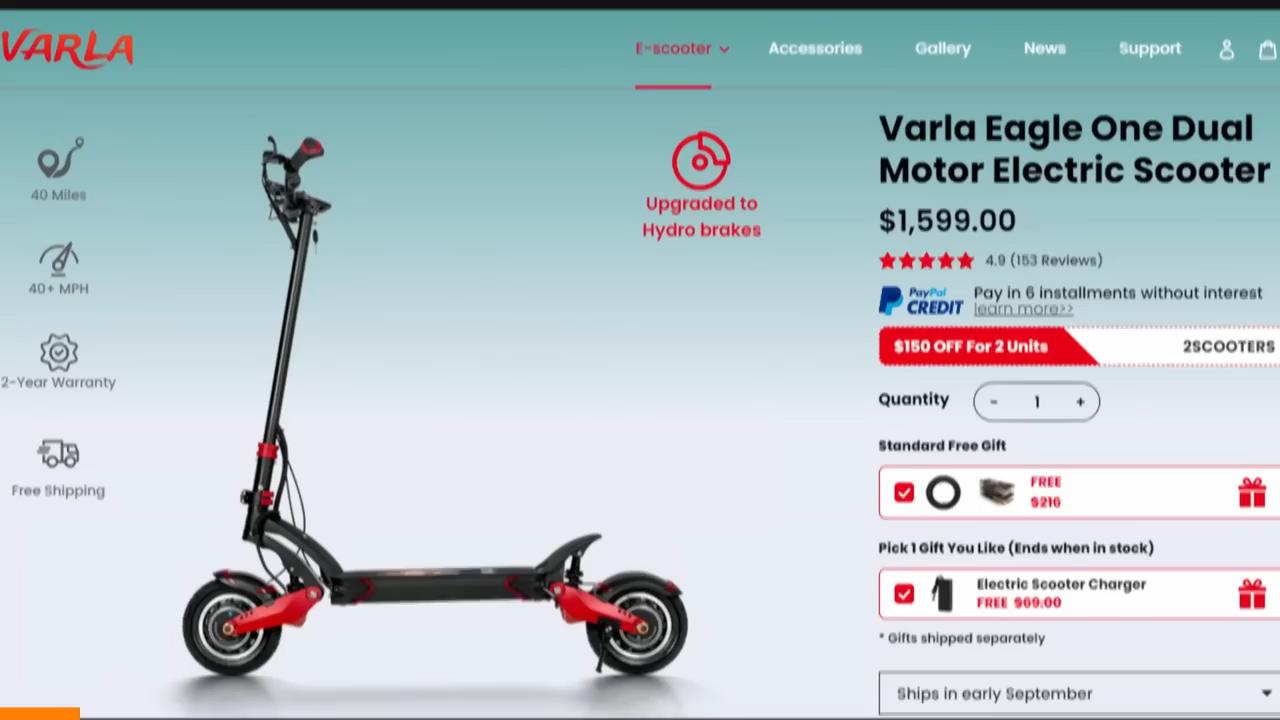 VARLA
E-scooter
Accessories
Gallery
News
Support
40 Miles
40+ MPH
2-Year Warranty
Free Shipping
Upgraded to
Hydro brakes
Varla Eagle One Dual
Motor Electric Scooter
$1,599.00
4.9 (153 Reviews)
PayPal
CREDIT
Pay in 6 installments without interest
learn more>>
$150 OFF For 2 Units
2SCOOTERS
Quantity
- 1 +
Standard Free Gift
FREE
$216
Pick 1 Gift You Like (Ends when in stock)
Electric Scooter Charger
FREE $69.00
* Gifts shipped separately
Ships in early September